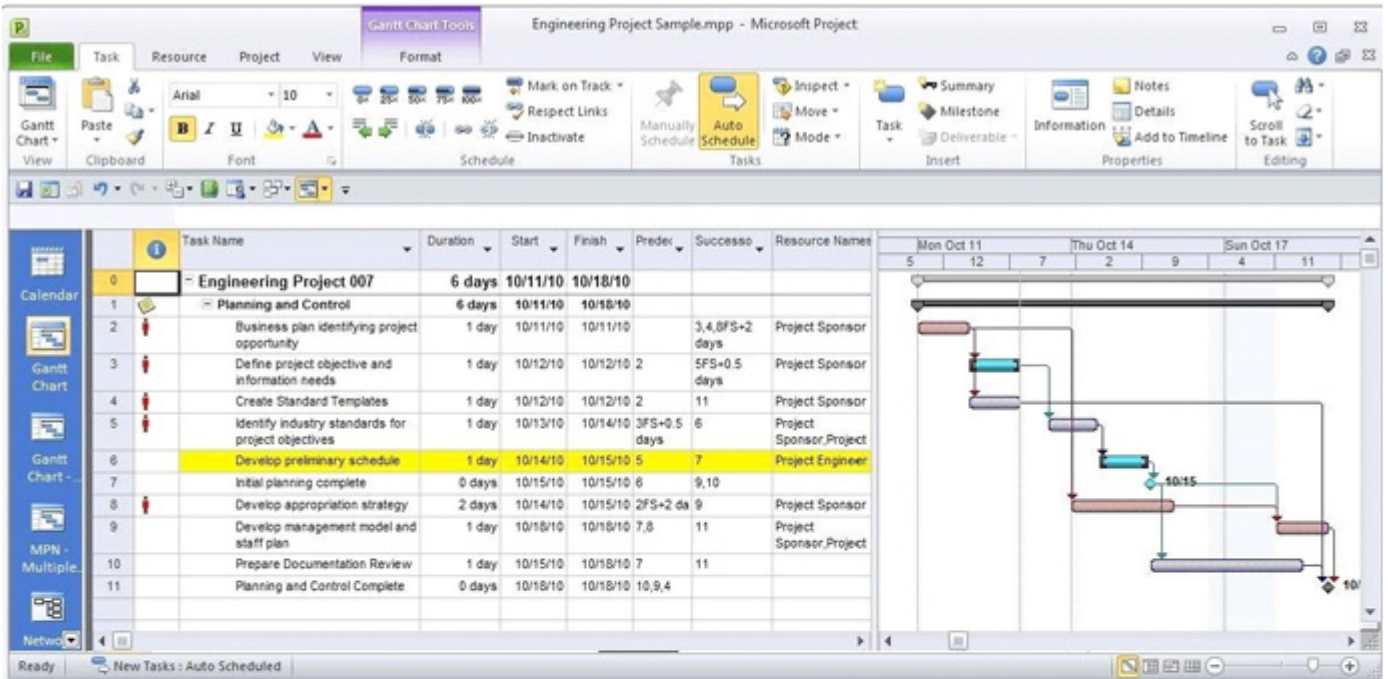 Gantt Chart Tools
Engineering Project Sample.mpp - Microsoft Project
File Task Resource Project View Format
Gantt Chart
View
Paste
Clipboard
Arial 10
B I U
Font
0% 25% 50% 75% 100%
Mark on Track
Respect Links
Inactivate
Schedule
Manually Schedule
Auto Schedule
Inspect
Move
Mode
Tasks
Task
Summary
Milestone
Deliverable
Insert
Information
Notes
Details
Add to Timeline
Properties
Scroll to Task
Editing
Task Name Duration Start Finish Predec Successo Resource Names
Mon Oct 11 Thu Oct 14 Sun Oct 17
5 12 7 2 9 4 11
0 Engineering Project 007 6 days 10/11/10 10/18/10
1 Planning and Control 6 days 10/11/10 10/18/10
2 Business plan identifying project opportunity 1 day 10/11/10 10/11/10 3,4,8FS+2 days Project Sponsor
3 Define project objective and information needs 1 day 10/12/10 10/12/10 2 5FS+0.5 days Project Sponsor
4 Create Standard Templates 1 day 10/12/10 10/12/10 2 11 Project Sponsor
5 Identify industry standards for project objectives 1 day 10/13/10 10/14/10 3FS+0.5 days 6 Project Sponsor,Project
6 Develop preliminary schedule 1 day 10/14/10 10/15/10 5 7 Project Engineer
7 Initial planning complete 0 days 10/15/10 10/15/10 6 9,10
8 Develop appropriation strategy 2 days 10/14/10 10/15/10 2FS+2 da 9 Project Sponsor
9 Develop management model and staff plan 1 day 10/18/10 10/18/10 7,8 11 Project Sponsor,Project
10 Prepare Documentation Review 1 day 10/15/10 10/18/10 7 11
11 Planning and Control Complete 0 days 10/18/10 10/18/10 10,9,4
10/15
10/
Calendar
Gantt Chart
Gantt Chart - ...
MPN - Multiple.
Netwo
Ready New Tasks : Auto Scheduled